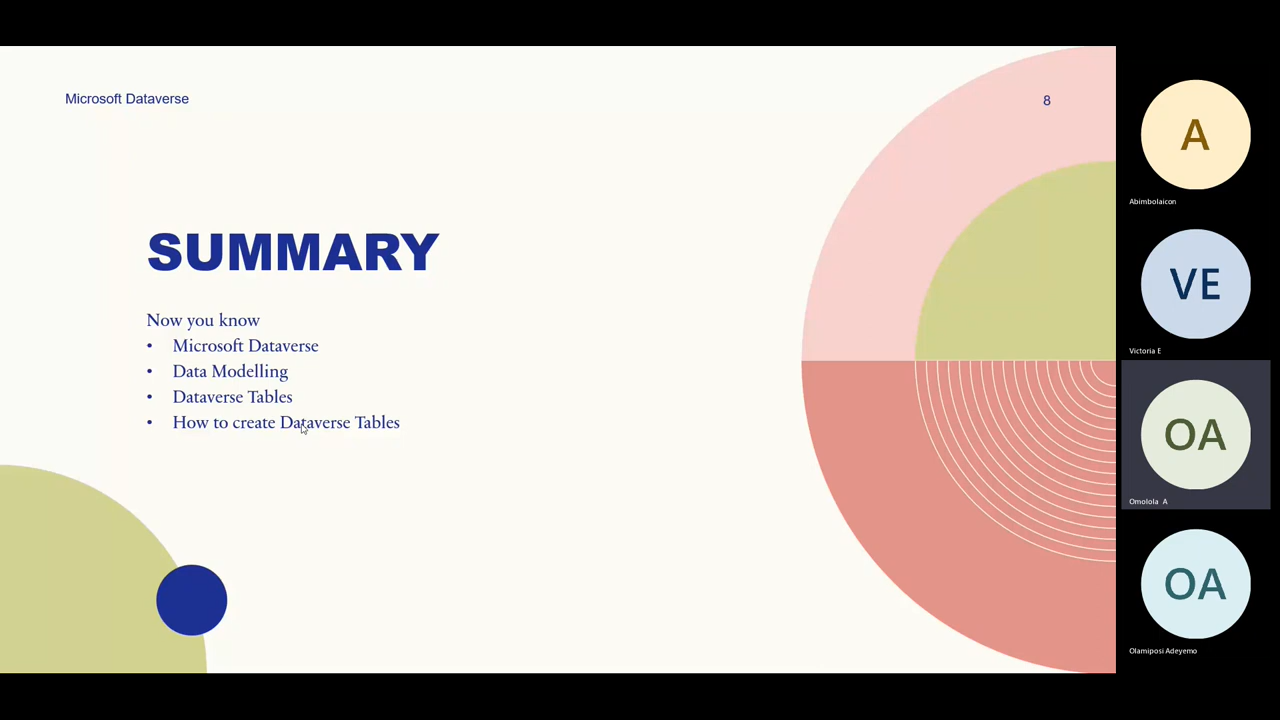 Microsoft Dataverse
8
SUMMARY
Now you know
• Microsoft Dataverse
• Data Modelling
• Dataverse Tables
• How to create Dataverse Tables
A
Abimbolaicon
VE
Victoria E
OA
Omolola A
OA
Olamiposi Adeyemo